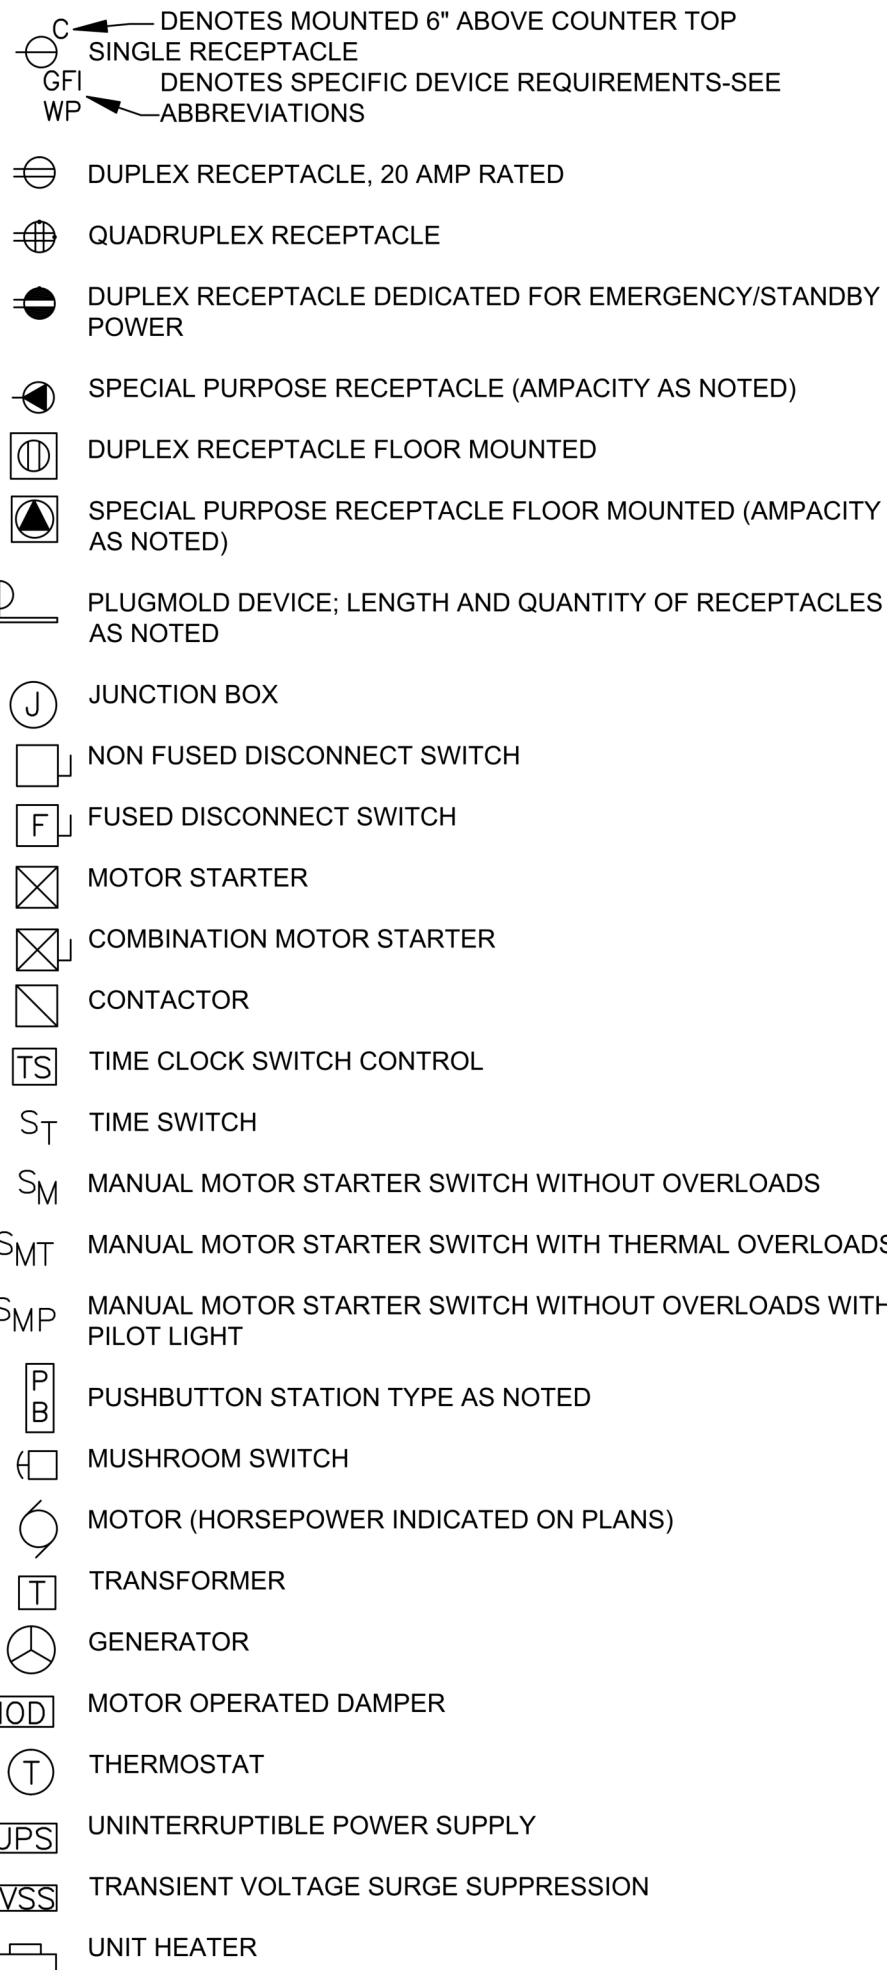 C DENOTES MOUNTED 6" ABOVE COUNTER TOP
SINGLE RECEPTACLE
GFI DENOTES SPECIFIC DEVICE REQUIREMENTS-SEE
WP ABBREVIATIONS
DUPLEX RECEPTACLE, 20 AMP RATED
QUADRUPLEX RECEPTACLE
DUPLEX RECEPTACLE DEDICATED FOR EMERGENCY/STANDBY
POWER
SPECIAL PURPOSE RECEPTACLE (AMPACITY AS NOTED)
DUPLEX RECEPTACLE FLOOR MOUNTED
SPECIAL PURPOSE RECEPTACLE FLOOR MOUNTED (AMPACITY
AS NOTED)
PLUGMOLD DEVICE; LENGTH AND QUANTITY OF RECEPTACLES
AS NOTED
J JUNCTION BOX
NON FUSED DISCONNECT SWITCH
F FUSED DISCONNECT SWITCH
MOTOR STARTER
COMBINATION MOTOR STARTER
CONTACTOR
TS TIME CLOCK SWITCH CONTROL
ST TIME SWITCH
SM MANUAL MOTOR STARTER SWITCH WITHOUT OVERLOADS
SMT MANUAL MOTOR STARTER SWITCH WITH THERMAL OVERLOADS
SMP MANUAL MOTOR STARTER SWITCH WITHOUT OVERLOADS WITH
PILOT LIGHT
P
B PUSHBUTTON STATION TYPE AS NOTED
MUSHROOM SWITCH
MOTOR (HORSEPOWER INDICATED ON PLANS)
T TRANSFORMER
GENERATOR
OD MOTOR OPERATED DAMPER
T THERMOSTAT
UPS UNINTERRUPTIBLE POWER SUPPLY
VSS TRANSIENT VOLTAGE SURGE SUPPRESSION
UNIT HEATER